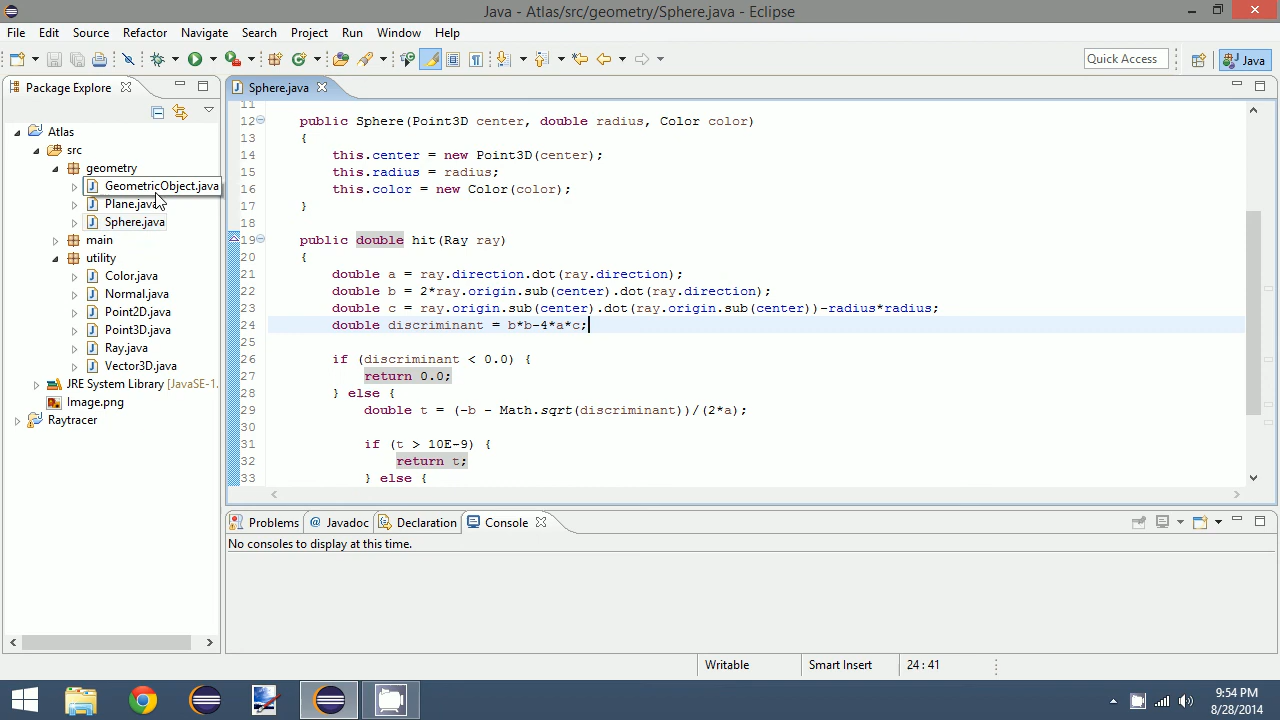 Java - Atlas/src/geometry/Sphere.java - Eclipse
File Edit Source Refactor Navigate Search Project Run Window Help
Quick Access
Java
Package Explore
Sphere.java
Atlas
src
geometry
GeometricObject.java
Plane.java
Sphere.java
main
utility
Color.java
Normal.java
Point2D.java
Point3D.java
Ray.java
Vector3D.java
JRE System Library [JavaSE-1.
Image.png
Raytracer
11
12 public Sphere(Point3D center, double radius, Color color)
13 {
14 this.center = new Point3D(center);
15 this.radius = radius;
16 this.color = new Color(color);
17 }
18
19 public double hit(Ray ray)
20 {
21 double a = ray.direction.dot(ray.direction);
22 double b = 2*ray.origin.sub(center).dot(ray.direction);
23 double c = ray.origin.sub(center).dot(ray.origin.sub(center))-radius*radius;
24 double discriminant = b*b-4*a*c;
25
26 if (discriminant < 0.0) {
27 return 0.0;
28 } else {
29 double t = (-b - Math.sqrt(discriminant))/(2*a);
30
31 if (t > 10E-9) {
32 return t;
33 } else {
Problems @ Javadoc Declaration Console
No consoles to display at this time.
Writable Smart Insert 24 : 41
9:54 PM
8/28/2014